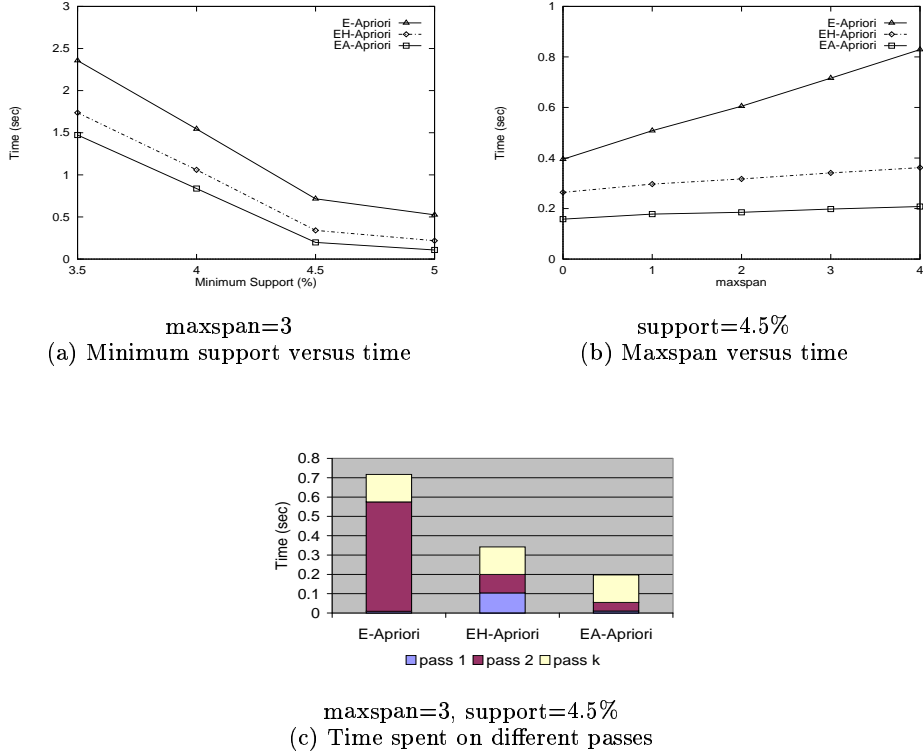 3
2.5
2
1.5
1
0.5
0
Time (sec)
E-Apriori
EH-Apriori
EA-Apriori
3.5 4 4.5 5
Minimum Support (%)
maxspan=3
(a) Minimum support versus time
1
0.8
0.6
0.4
0.2
0
Time (sec)
E-Apriori
EH-Apriori
EA-Apriori
0 1 2 3 4
maxspan
support=4.5%
(b) Maxspan versus time
0.8
0.7
0.6
0.5
0.4
0.3
0.2
0.1
0
Time (sec)
E-Apriori EH-Apriori EA-Apriori
pass 1 pass 2 pass k
maxspan=3, support=4.5%
(c) Time spent on different passes